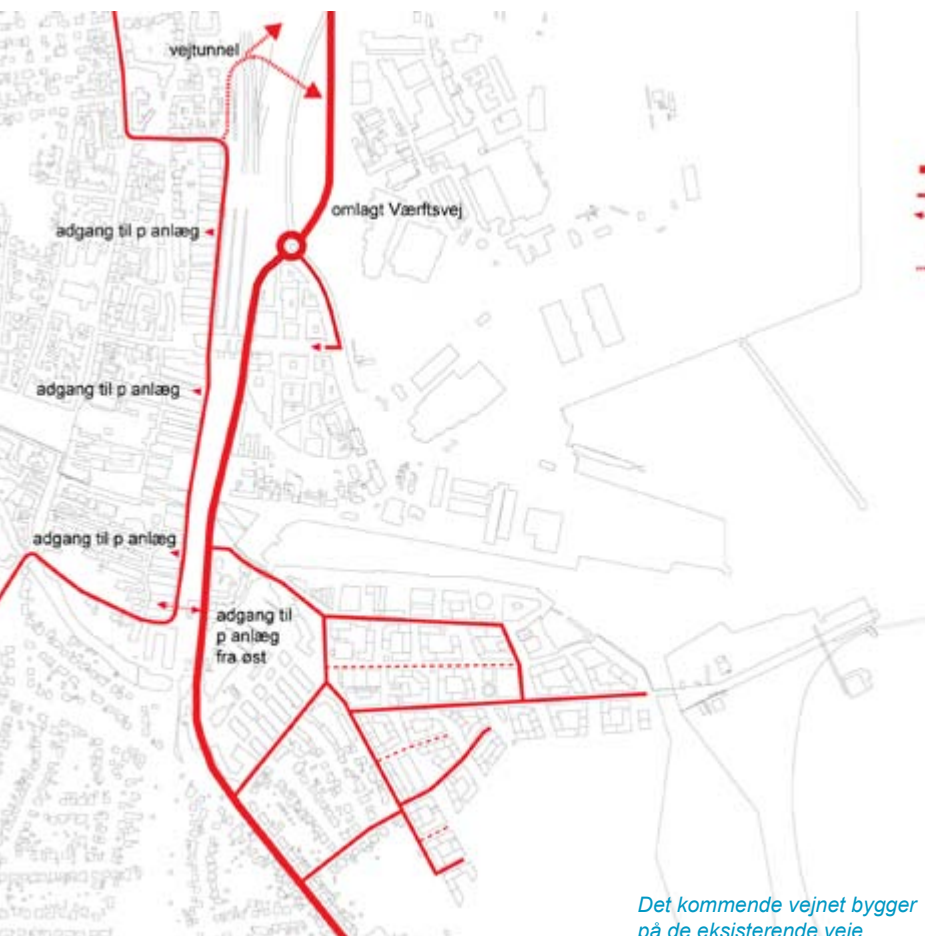 vejtunnel
omlagt Værftsvej
adgang til p anlæg
adgang til p anlæg
adgang til p anlæg
adgang til
p anlæg
fra øst
Det kommende vejnet bygger
på de eksisterende veje